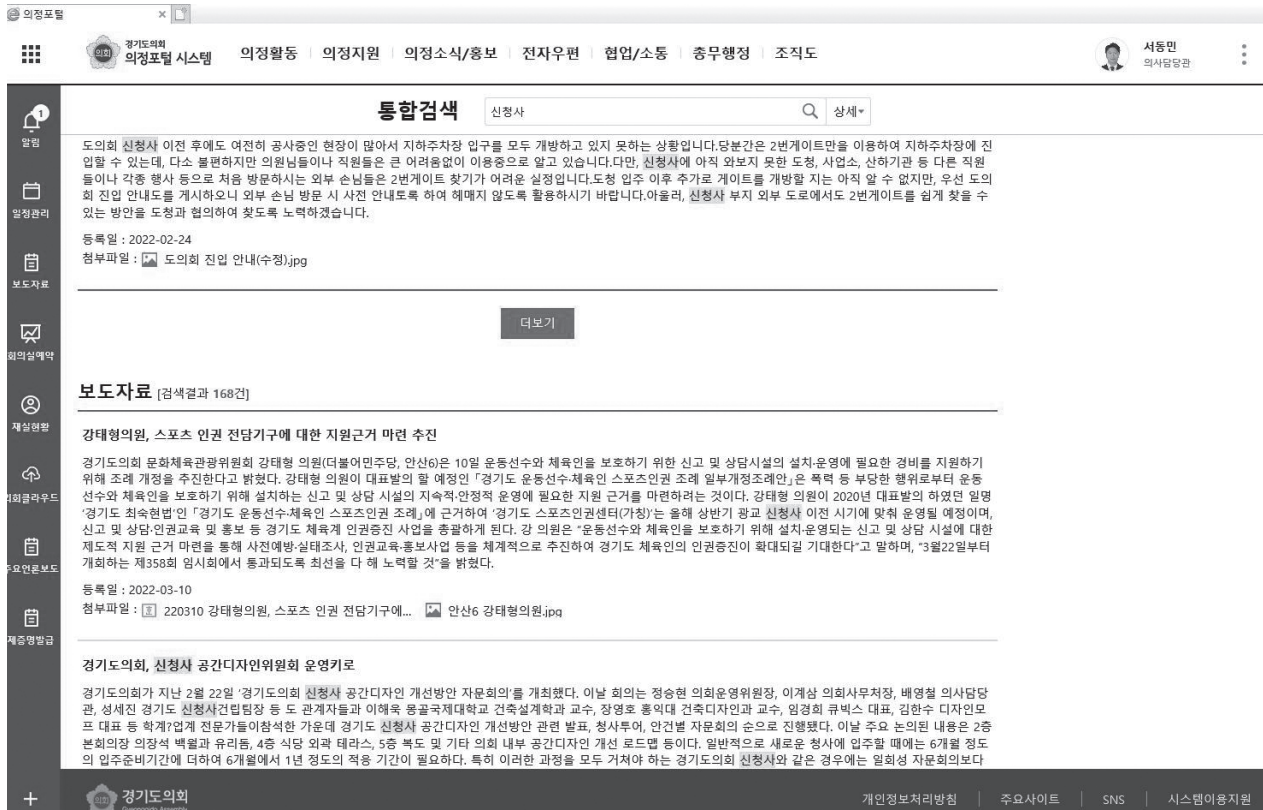 의정포털
경기도의회
의정포털 시스템
의정활동 의정지원 의정소식/홍보 전자우편 협업/소통 총무행정 조직도
서동민
의사담당관
통합검색 신청사 상세
1
알림
일정관리
보도자료
회의실예약
재실현황
의회클라우드
주요언론보도
제증명발급
도의회 신청사 이전 후에도 여전히 공사중인 현장이 많아서 지하주차장 입구를 모두 개방하고 있지 못하는 상황입니다.당분간은 2번게이트만을 이용하여 지하주차장에 진
입할 수 있는데, 다소 불편하지만 의원님들이나 직원들은 큰 어려움없이 이용중으로 알고 있습니다.다만, 신청사에 아직 와보지 못한 도청, 사업소, 산하기관 등 다른 직원
들이나 각종 행사 등으로 처음 방문하시는 외부 손님들은 2번게이트 찾기가 어려운 실정입니다.도청 입주 이후 추가로 게이트를 개방할 지는 아직 알 수 없지만, 우선 도의
회 진입 안내도를 게시하오니 외부 손님 방문 시 사전 안내토록 하여 헤매지 않도록 활용하시기 바랍니다.아울러, 신청사 부지 외부 도로에서도 2번게이트를 쉽게 찾을 수
있는 방안을 도청과 협의하여 찾도록 노력하겠습니다.
등록일 : 2022-02-24
첨부파일 : 도의회 진입 안내(수정).jpg
더보기
보도자료 [검색결과 168건]
강태형의원, 스포츠 인권 전담기구에 대한 지원근거 마련 추진
경기도의회 문화체육관광위원회 강태형 의원(더불어민주당, 안산6)은 10일 운동선수와 체육인을 보호하기 위한 신고 및 상담시설의 설치·운영에 필요한 경비를 지원하기
위해 조례 개정을 추진한다고 밝혔다. 강태형 의원이 대표발의 할 예정인 「경기도 운동선수·체육인 스포츠인권 조례 일부개정조례안」은 폭력 등 부당한 행위로부터 운동
선수와 체육인을 보호하기 위해 설치하는 신고 및 상담 시설의 지속적·안정적 운영에 필요한 지원 근거를 마련하려는 것이다. 강태형 의원이 2020년 대표발의 하였던 일명
'경기도 최숙현법'인 「경기도 운동선수·체육인 스포츠인권 조례」에 근거하여 '경기도 스포츠인권센터(가칭)'는 올해 상반기 광교 신청사 이전 시기에 맞춰 운영될 예정이며,
신고 및 상담·인권교육 및 홍보 등 경기도 체육계 인권증진 사업을 총괄하게 된다. 강 의원은 "운동선수와 체육인을 보호하기 위해 설치·운영되는 신고 및 상담 시설에 대한
제도적 지원 근거 마련을 통해 사전예방·실태조사, 인권교육·홍보사업 등을 체계적으로 추진하여 경기도 체육인의 인권증진이 확대되길 기대한다"고 말하며, "3월22일부터
개회하는 제358회 임시회에서 통과되도록 최선을 다 해 노력할 것"을 밝혔다.
등록일 : 2022-03-10
첨부파일 : 220310 강태형의원, 스포츠 인권 전담기구에... 안산6 강태형의원.jpg
경기도의회, 신청사 공간디자인위원회 운영키로
경기도의회가 지난 2월 22일 '경기도의회 신청사 공간디자인 개선방안 자문회의'를 개최했다. 이날 회의는 정승현 의회운영위원장, 이계삼 의회사무처장, 배영철 의사담당
관, 성세진 경기도 신청사건립팀장 등 도 관계자들과 이해욱 몽골국제대학교 건축설계학과 교수, 장영호 홍익대 건축디자인과 교수, 임경희 큐빅스 대표, 김한수 디자인모
프 대표 등 학계?업계 전문가들이참석한 가운데 경기도 신청사 공간디자인 개선방안 관련 발표, 청사투어, 안건별 자문회의 순으로 진행됐다. 이날 주요 논의된 내용은 2층
본회의장 의장석 백월과 유리돔, 4층 식당 외곽 테라스, 5층 복도 및 기타 의회 내부 공간디자인 개선 로드맵 등이다. 일반적으로 새로운 청사에 입주할 때에는 6개월 정도
의 입주준비기간에 더하여 6개월에서 1년 정도의 적응 기간이 필요하다. 특히 이러한 과정을 모두 거쳐야 하는 경기도의회 신청사와 같은 경우에는 일회성 자문회의보다
경기도의회
개인정보처리방침 주요사이트 SNS 시스템이용지원